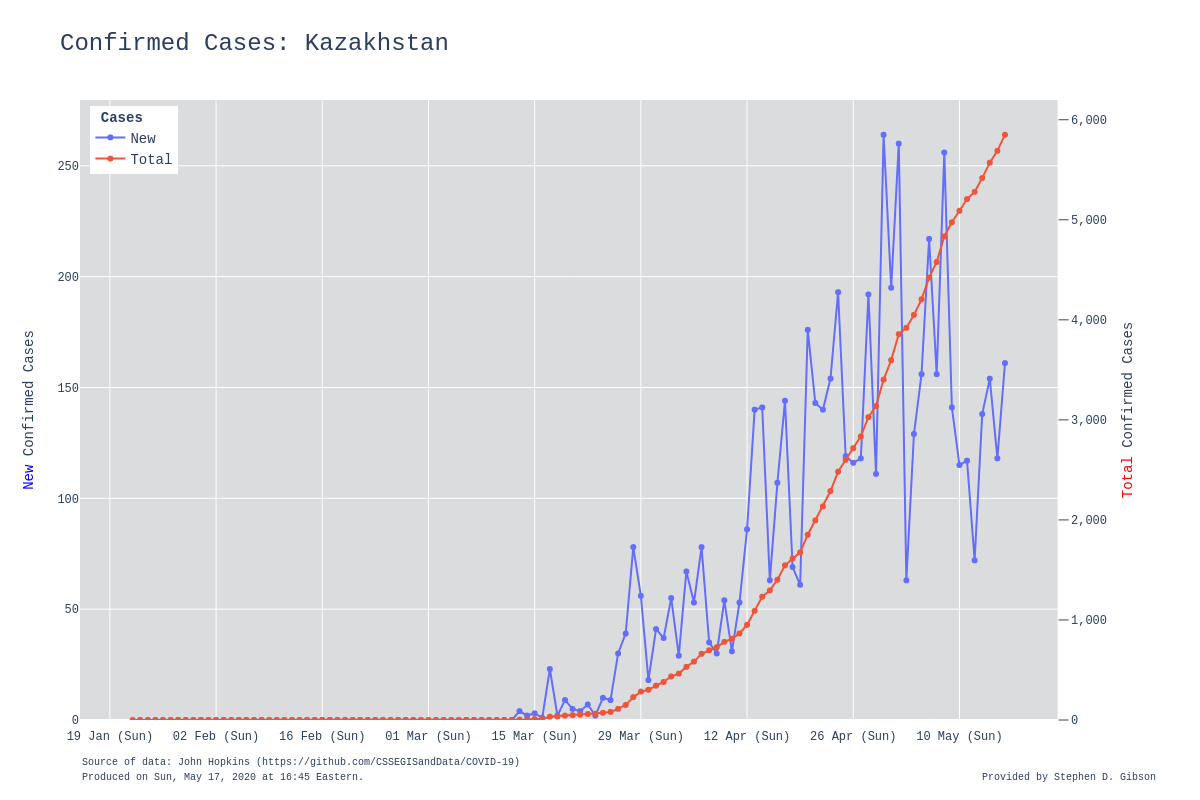 Confirmed Cases: Kazakhstan
Cases
New
Total
250
200
150
100
50
0
6,000
5,000
4,000
3,000
2,000
1,000
0
New Confirmed Cases
Total Confirmed Cases
19 Jan (Sun) 02 Feb (Sun) 16 Feb (Sun) 01 Mar (Sun) 15 Mar (Sun) 29 Mar (Sun) 12 Apr (Sun) 26 Apr (Sun) 10 May (Sun)
Source of data: John Hopkins (https://github.com/CSSEGISandData/COVID-19)
Produced on Sun, May 17, 2020 at 16:45 Eastern.
Provided by Stephen D. Gibson